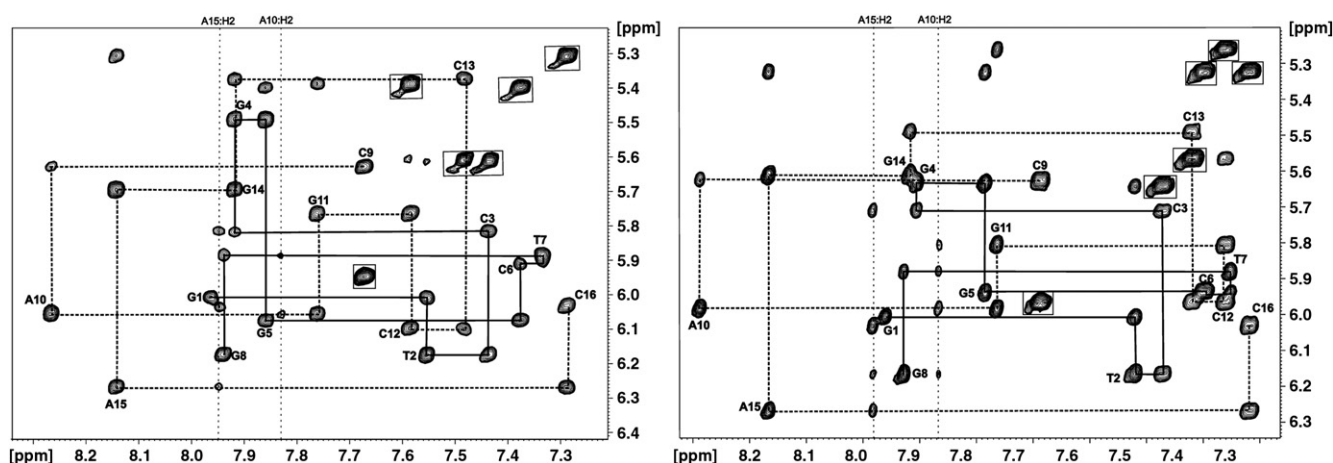 A15:H2 A10:H2
[ppm]
5.3
5.4
5.5
5.6
5.7
5.8
5.9
6.0
6.1
6.2
6.3
6.4
C13
G4
C9
G14
G11
C3
T7
C6
G1
A10
C16
G5
C12
G8
T2
A15
[ppm] 8.2 8.1 8.0 7.9 7.8 7.7 7.6 7.5 7.4 7.3
A15:H2 A10:H2
[ppm]
5.3
5.4
5.5
5.6
5.7
5.8
5.9
6.0
6.1
6.2
6.3
C13
G14 G4 C9
C3
G11
T7
C6
G5
A10
C12
C16
G1
G8
T2
A15
[ppm] 8.2 8.1 8.0 7.9 7.8 7.7 7.6 7.5 7.4 7.3